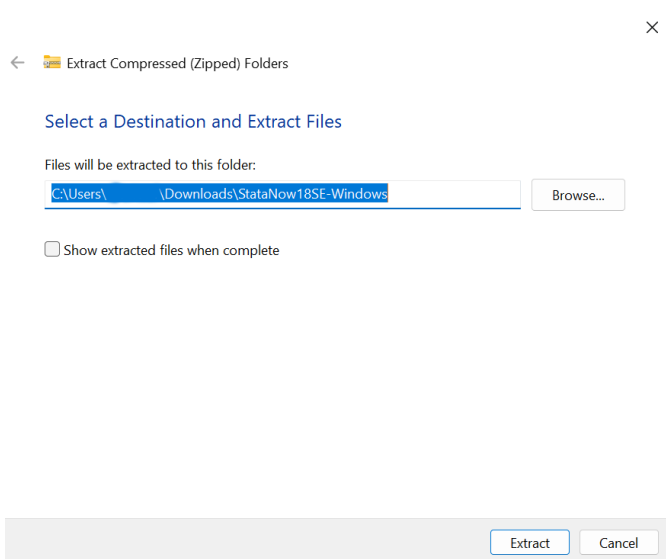 Extract Compressed (Zipped) Folders
Select a Destination and Extract Files
Files will be extracted to this folder:
C:\Users\ \Downloads\StataNow18SE-Windows
Browse...
Show extracted files when complete
Extract
Cancel